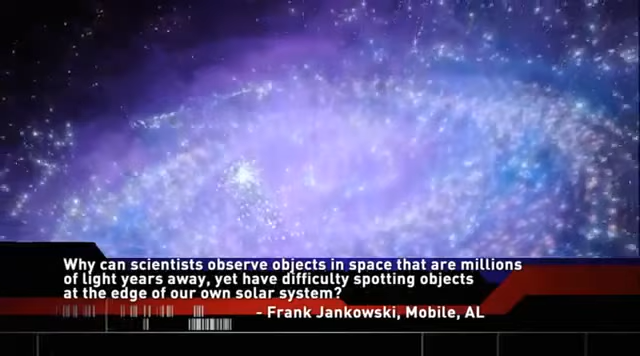 Why can scientists observe objects in space that are millions
of light years away, yet have difficulty spotting objects
at the edge of our own solar system?
- Frank Jankowski, Mobile, AL